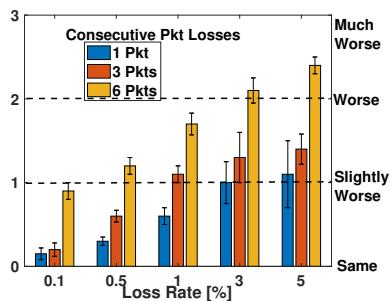 3
Much
Worse
Consecutive Pkt Losses
1 Pkt
3 Pkts
6 Pkts
2
Worse
1
Slightly
Worse
0
Same
0.1 0.5 1 3 5
Loss Rate [%]